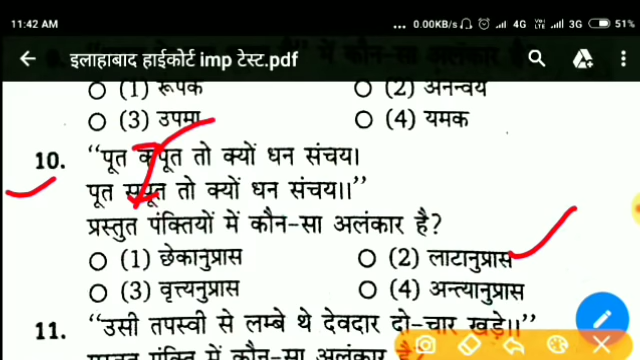 11:42 AM ... 0.00KB/S 4G VoLTE 3G 51%
इलाहाबाद हाईकोर्ट imp टेस्ट.pdf
(1) रूपक (2) अनन्वय
(3) उपमा (4) यमक
10. “पूत कपूत तो क्यों धन संचय।
पूत सपूत तो क्यों धन संचय।।”
प्रस्तुत पंक्तियों में कौन-सा अलंकार है?
(1) छेकानुप्रास (2) लाटानुप्रास
(3) वृत्त्यनुप्रास (4) अन्त्यानुप्रास
11. “उसी तपस्वी से लम्बे थे देवदार दो-चार खड़े।।”